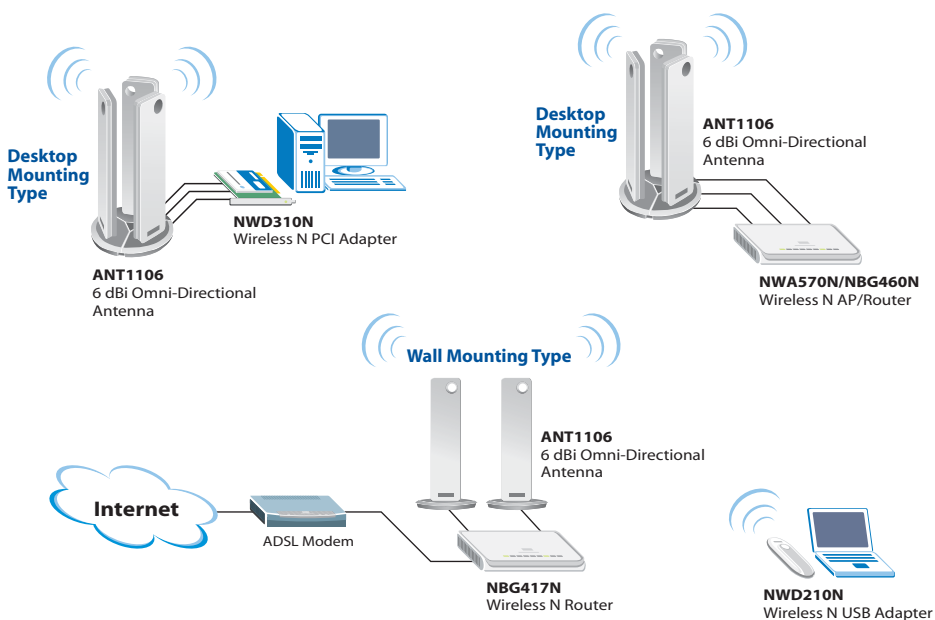 Desktop
Mounting
Type
NWD310N
Wireless N PCI Adapter
ANT1106
6 dBi Omni-Directional
Antenna
Desktop
Mounting
Type
ANT1106
6 dBi Omni-Directional
Antenna
NWA570N/NBG460N
Wireless N AP/Router
Wall Mounting Type
ANT1106
6 dBi Omni-Directional
Antenna
Internet
ADSL Modem
NBG417N
Wireless N Router
NWD210N
Wireless N USB Adapter